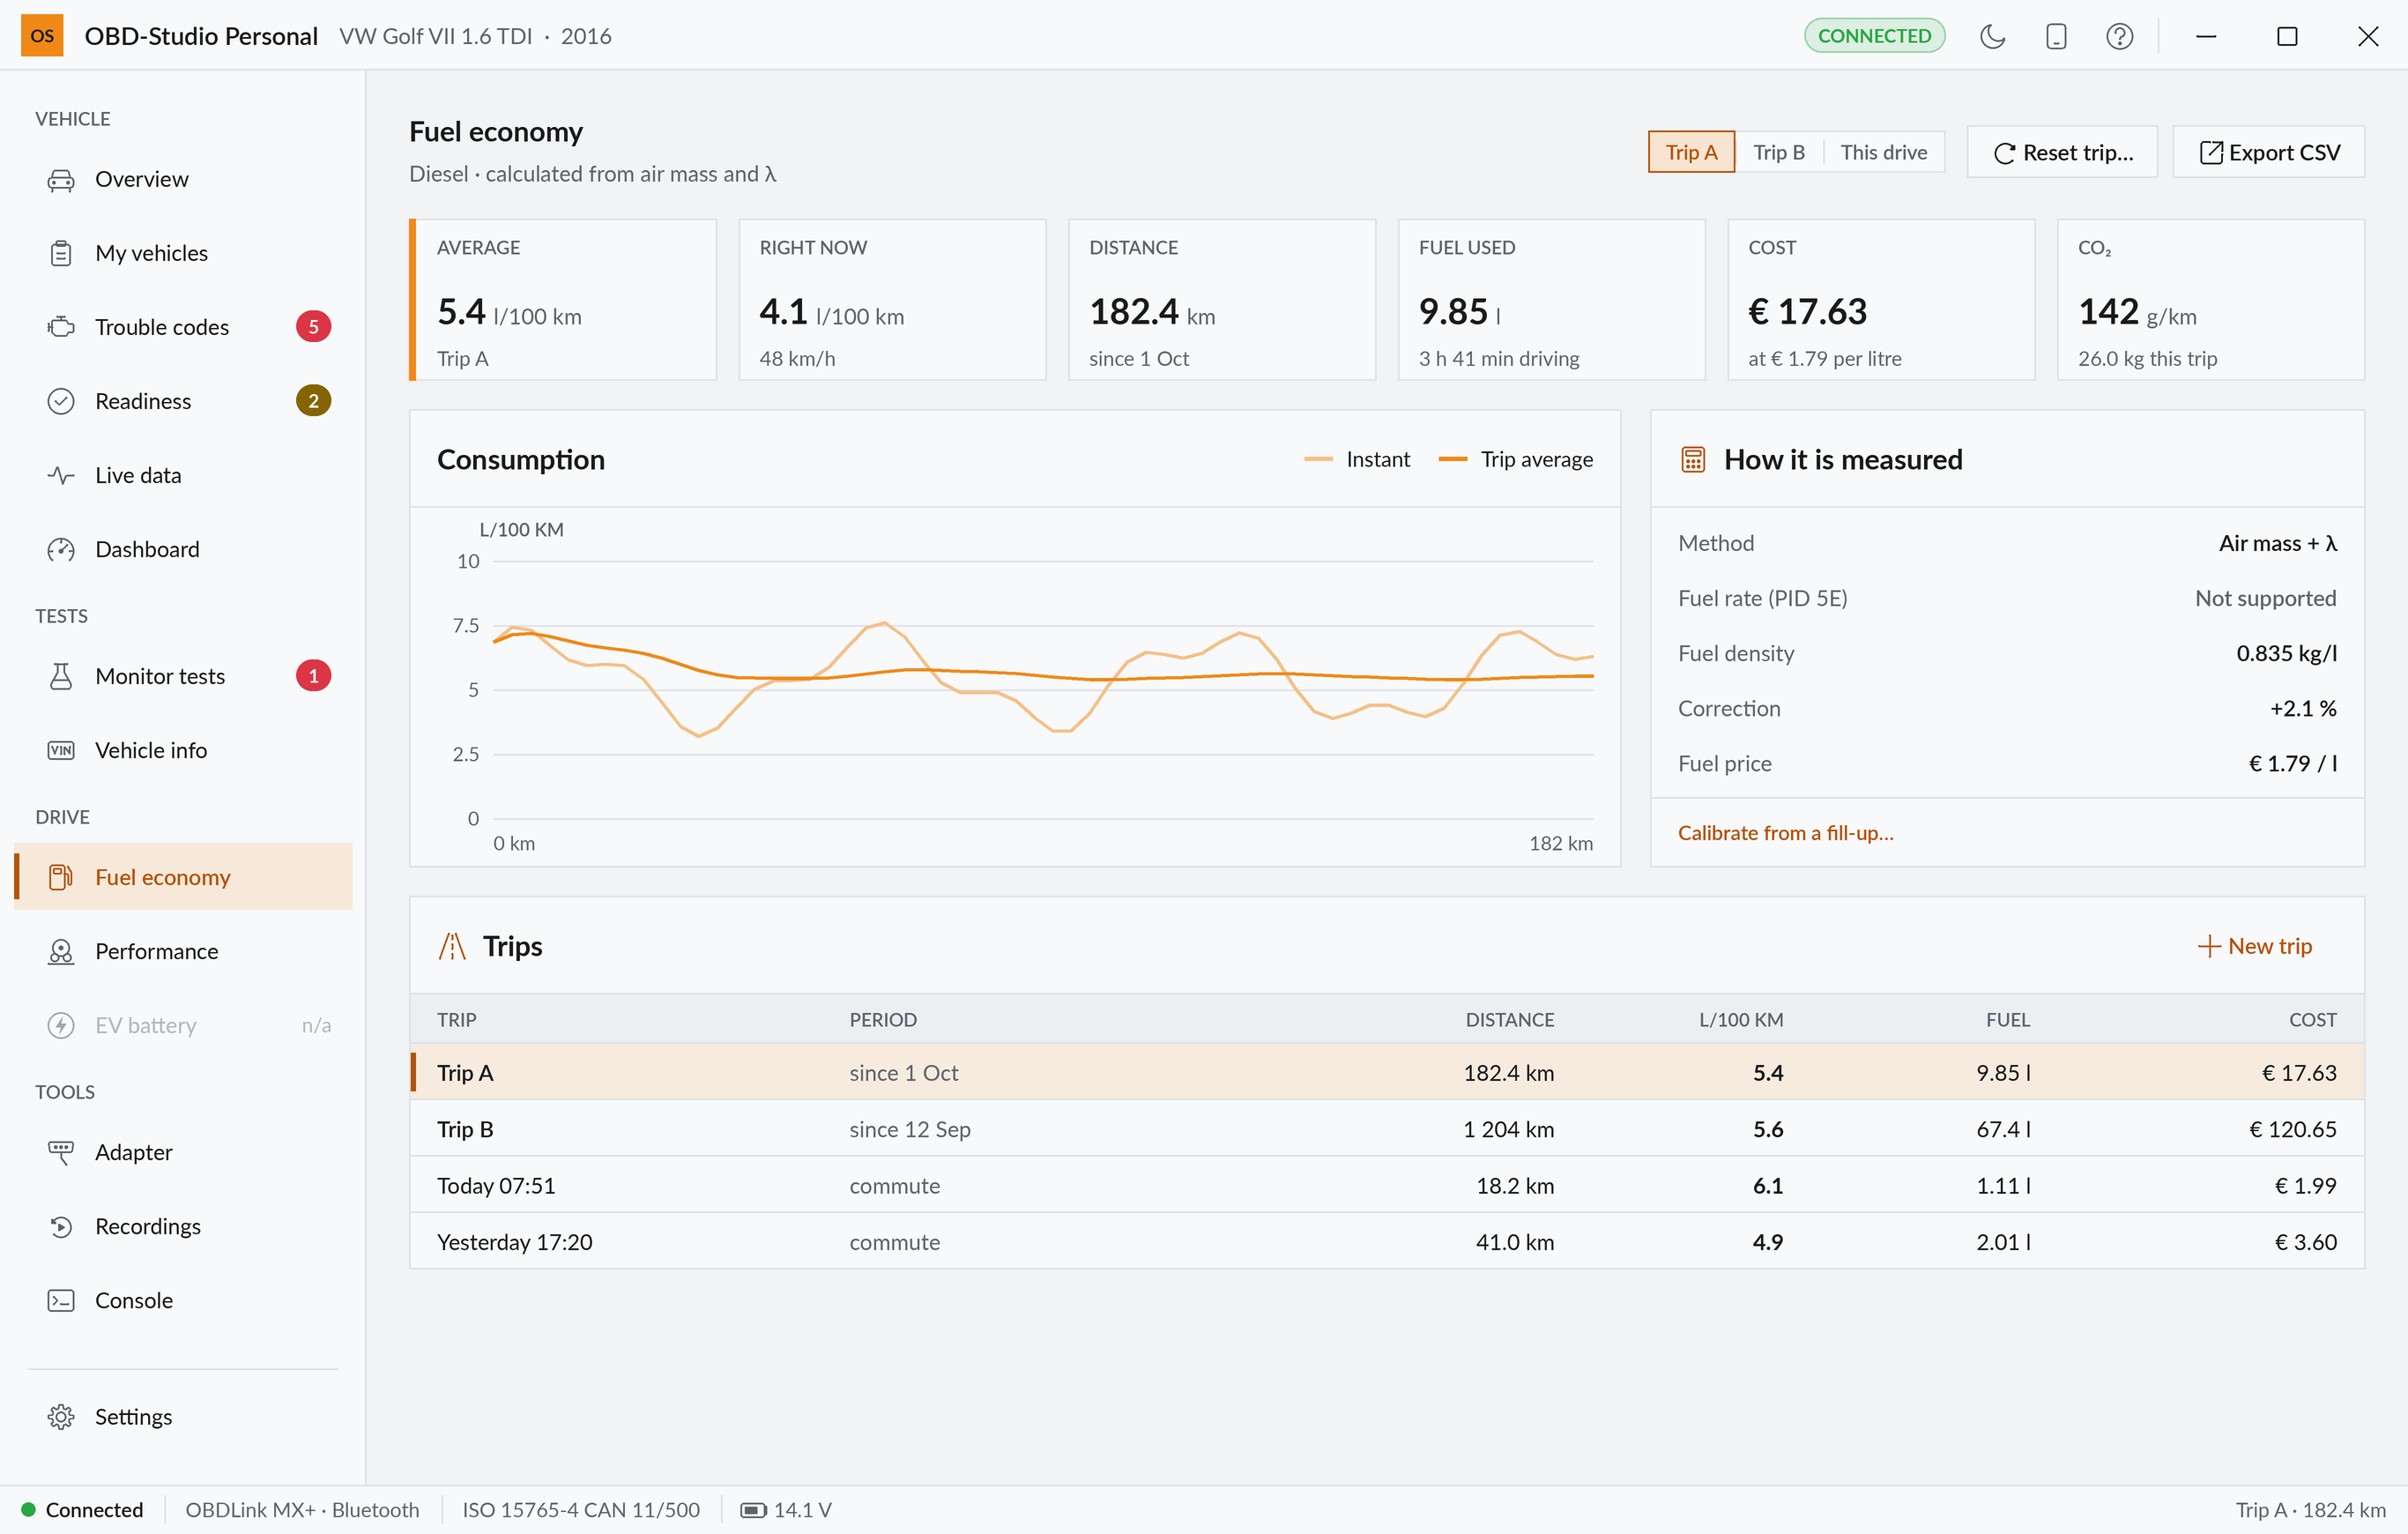 OS OBD-Studio Personal VW Golf VII 1.6 TDI · 2016 CONNECTED
VEHICLE
Overview
My vehicles
Trouble codes 5
Readiness 2
Live data
Dashboard
TESTS
Monitor tests 1
VIN Vehicle info
DRIVE
Fuel economy
Performance
EV battery n/a
TOOLS
Adapter
Recordings
Console
Settings
Fuel economy
Diesel · calculated from air mass and λ
Trip A Trip B This drive Reset trip... Export CSV
AVERAGE
5.4 l/100 km
Trip A
RIGHT NOW
4.1 l/100 km
48 km/h
DISTANCE
182.4 km
since 1 Oct
FUEL USED
9.85 l
3 h 41 min driving
COST
€ 17.63
at € 1.79 per litre
CO₂
142 g/km
26.0 kg this trip
Consumption Instant Trip average
L/100 KM
10
7.5
5
2.5
0
0 km 182 km
How it is measured
Method Air mass + λ
Fuel rate (PID 5E) Not supported
Fuel density 0.835 kg/l
Correction +2.1 %
Fuel price € 1.79 / l
Calibrate from a fill-up...
Trips New trip
TRIP PERIOD DISTANCE L/100 KM FUEL COST
Trip A since 1 Oct 182.4 km 5.4 9.85 l € 17.63
Trip B since 12 Sep 1 204 km 5.6 67.4 l € 120.65
Today 07:51 commute 18.2 km 6.1 1.11 l € 1.99
Yesterday 17:20 commute 41.0 km 4.9 2.01 l € 3.60
Connected OBDLink MX+ · Bluetooth ISO 15765-4 CAN 11/500 14.1 V Trip A · 182.4 km